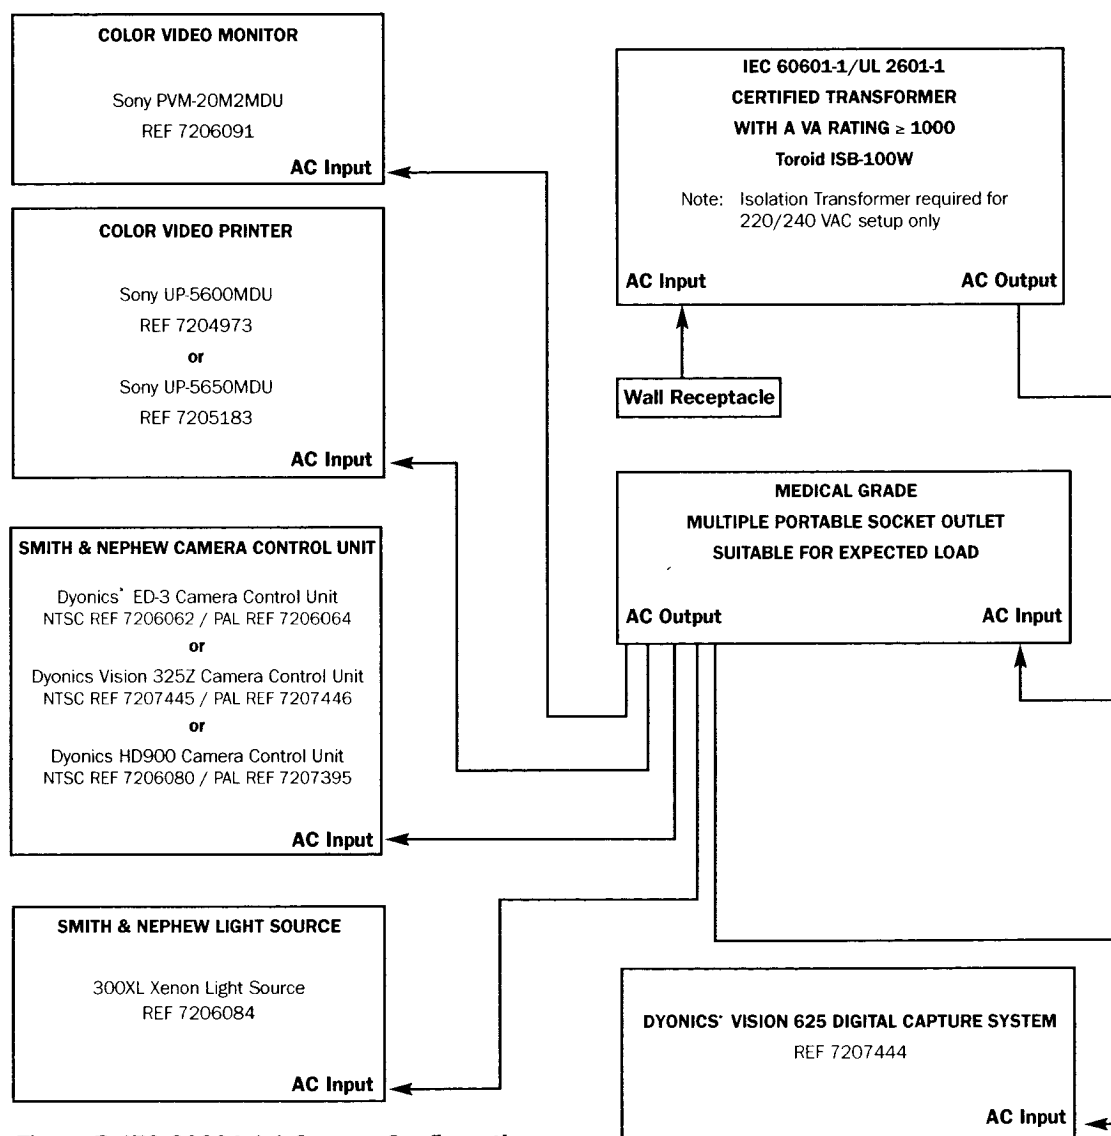 COLOR VIDEO MONITOR
Sony PVM-20M2MDU
REF 7206091
AC Input
COLOR VIDEO PRINTER
Sony UP-5600MDU
REF 7204973
or
Sony UP-5650MDU
REF 7205183
AC Input
SMITH & NEPHEW CAMERA CONTROL UNIT
Dyonics* ED-3 Camera Control Unit
NTSC REF 7206062 / PAL REF 7206064
or
Dyonics Vision 325Z Camera Control Unit
NTSC REF 7207445 / PAL REF 7207446
or
Dyonics HD900 Camera Control Unit
NTSC REF 7206080 / PAL REF 7207395
AC Input
SMITH & NEPHEW LIGHT SOURCE
300XL Xenon Light Source
REF 7206084
AC Input
IEC 60601-1/UL 2601-1
CERTIFIED TRANSFORMER
WITH A VA RATING ≥ 1000
Toroid ISB-100W
Note: Isolation Transformer required for
220/240 VAC setup only
AC Input AC Output
Wall Receptacle
MEDICAL GRADE
MULTIPLE PORTABLE SOCKET OUTLET
SUITABLE FOR EXPECTED LOAD
AC Output AC Input
DYONICS* VISION 625 DIGITAL CAPTURE SYSTEM
REF 7207444
AC Input